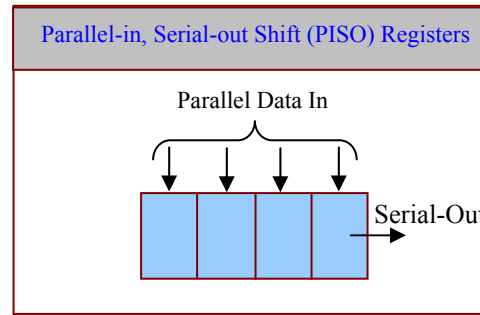 Parallel-in, Serial-out Shift (PISO) Registers
Parallel Data In
Serial-Out